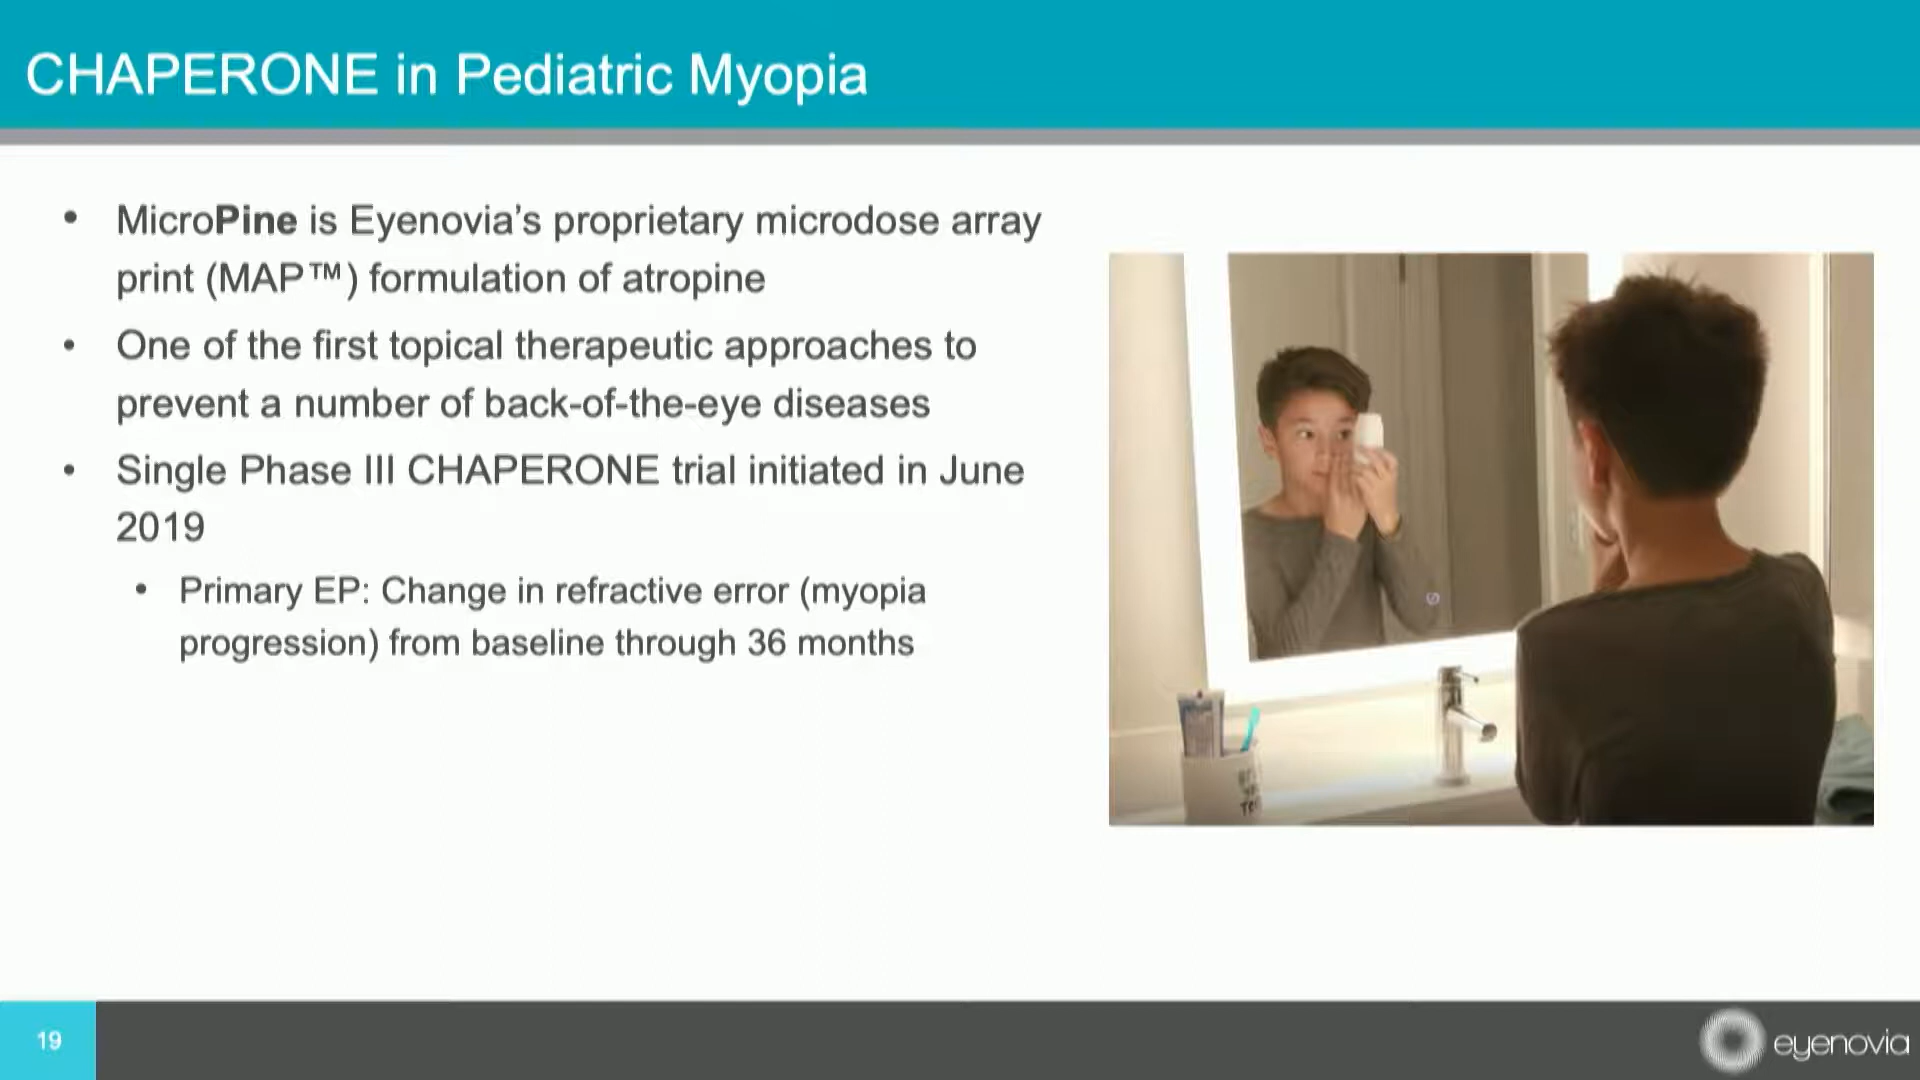 CHAPERONE in Pediatric Myopia
• MicroPine is Eyenovia’s proprietary microdose array
print (MAP™) formulation of atropine
• One of the first topical therapeutic approaches to
prevent a number of back-of-the-eye diseases
• Single Phase III CHAPERONE trial initiated in June
2019
• Primary EP: Change in refractive error (myopia
progression) from baseline through 36 months
19
eyenovia